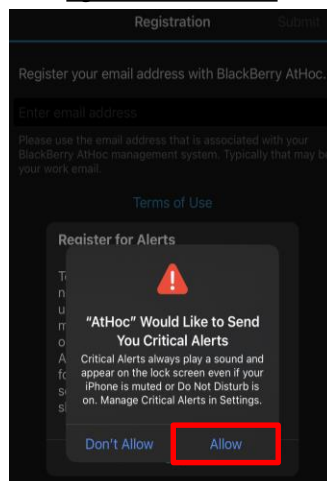 Registration Submit
Register your email address with BlackBerry AtHoc.
Enter email address
Please use the email address that is associated with your
BlackBerry AtHoc management system. Typically that may be
your work email.
Terms of Use
Register for Alerts
"AtHoc" Would Like to Send
You Critical Alerts
Critical Alerts always play a sound and
appear on the lock screen even if your
iPhone is muted or Do Not Disturb is
on. Manage Critical Alerts in Settings.
Don't Allow Allow